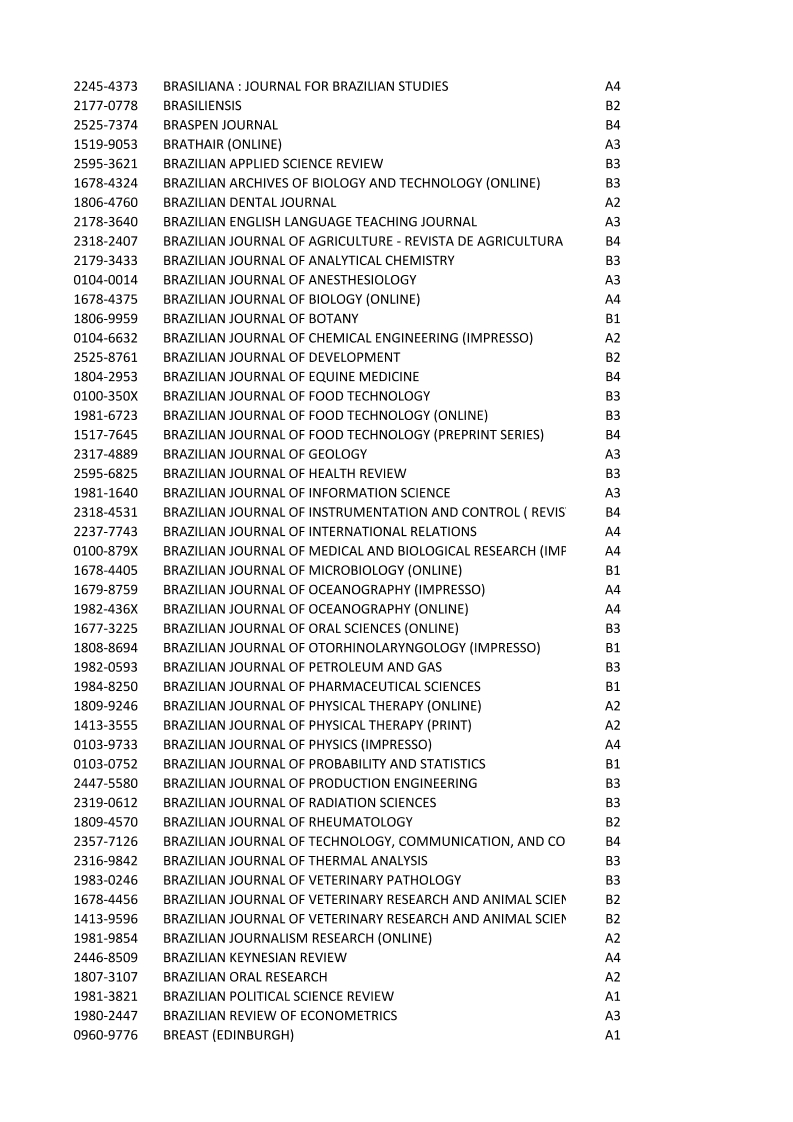 2245-4373 BRASILIANA : JOURNAL FOR BRAZILIAN STUDIES A4
2177-0778 BRASILIENSIS B2
2525-7374 BRASPEN JOURNAL B4
1519-9053 BRATHAIR (ONLINE) A3
2595-3621 BRAZILIAN APPLIED SCIENCE REVIEW B3
1678-4324 BRAZILIAN ARCHIVES OF BIOLOGY AND TECHNOLOGY (ONLINE) B3
1806-4760 BRAZILIAN DENTAL JOURNAL A2
2178-3640 BRAZILIAN ENGLISH LANGUAGE TEACHING JOURNAL A3
2318-2407 BRAZILIAN JOURNAL OF AGRICULTURE - REVISTA DE AGRICULTURA B4
2179-3433 BRAZILIAN JOURNAL OF ANALYTICAL CHEMISTRY B3
0104-0014 BRAZILIAN JOURNAL OF ANESTHESIOLOGY A3
1678-4375 BRAZILIAN JOURNAL OF BIOLOGY (ONLINE) A4
1806-9959 BRAZILIAN JOURNAL OF BOTANY B1
0104-6632 BRAZILIAN JOURNAL OF CHEMICAL ENGINEERING (IMPRESSO) A2
2525-8761 BRAZILIAN JOURNAL OF DEVELOPMENT B2
1804-2953 BRAZILIAN JOURNAL OF EQUINE MEDICINE B4
0100-350X BRAZILIAN JOURNAL OF FOOD TECHNOLOGY B3
1981-6723 BRAZILIAN JOURNAL OF FOOD TECHNOLOGY (ONLINE) B3
1517-7645 BRAZILIAN JOURNAL OF FOOD TECHNOLOGY (PREPRINT SERIES) B4
2317-4889 BRAZILIAN JOURNAL OF GEOLOGY A3
2595-6825 BRAZILIAN JOURNAL OF HEALTH REVIEW B3
1981-1640 BRAZILIAN JOURNAL OF INFORMATION SCIENCE A3
2318-4531 BRAZILIAN JOURNAL OF INSTRUMENTATION AND CONTROL ( REVIS B4
2237-7743 BRAZILIAN JOURNAL OF INTERNATIONAL RELATIONS A4
0100-879X BRAZILIAN JOURNAL OF MEDICAL AND BIOLOGICAL RESEARCH (IMP A4
1678-4405 BRAZILIAN JOURNAL OF MICROBIOLOGY (ONLINE) B1
1679-8759 BRAZILIAN JOURNAL OF OCEANOGRAPHY (IMPRESSO) A4
1982-436X BRAZILIAN JOURNAL OF OCEANOGRAPHY (ONLINE) A4
1677-3225 BRAZILIAN JOURNAL OF ORAL SCIENCES (ONLINE) B3
1808-8694 BRAZILIAN JOURNAL OF OTORHINOLARYNGOLOGY (IMPRESSO) B1
1982-0593 BRAZILIAN JOURNAL OF PETROLEUM AND GAS B3
1984-8250 BRAZILIAN JOURNAL OF PHARMACEUTICAL SCIENCES B1
1809-9246 BRAZILIAN JOURNAL OF PHYSICAL THERAPY (ONLINE) A2
1413-3555 BRAZILIAN JOURNAL OF PHYSICAL THERAPY (PRINT) A2
0103-9733 BRAZILIAN JOURNAL OF PHYSICS (IMPRESSO) A4
0103-0752 BRAZILIAN JOURNAL OF PROBABILITY AND STATISTICS B1
2447-5580 BRAZILIAN JOURNAL OF PRODUCTION ENGINEERING B3
2319-0612 BRAZILIAN JOURNAL OF RADIATION SCIENCES B3
1809-4570 BRAZILIAN JOURNAL OF RHEUMATOLOGY B2
2357-7126 BRAZILIAN JOURNAL OF TECHNOLOGY, COMMUNICATION, AND CO B4
2316-9842 BRAZILIAN JOURNAL OF THERMAL ANALYSIS B3
1983-0246 BRAZILIAN JOURNAL OF VETERINARY PATHOLOGY B3
1678-4456 BRAZILIAN JOURNAL OF VETERINARY RESEARCH AND ANIMAL SCIEN B2
1413-9596 BRAZILIAN JOURNAL OF VETERINARY RESEARCH AND ANIMAL SCIEN B2
1981-9854 BRAZILIAN JOURNALISM RESEARCH (ONLINE) A2
2446-8509 BRAZILIAN KEYNESIAN REVIEW A4
1807-3107 BRAZILIAN ORAL RESEARCH A2
1981-3821 BRAZILIAN POLITICAL SCIENCE REVIEW A1
1980-2447 BRAZILIAN REVIEW OF ECONOMETRICS A3
0960-9776 BREAST (EDINBURGH) A1